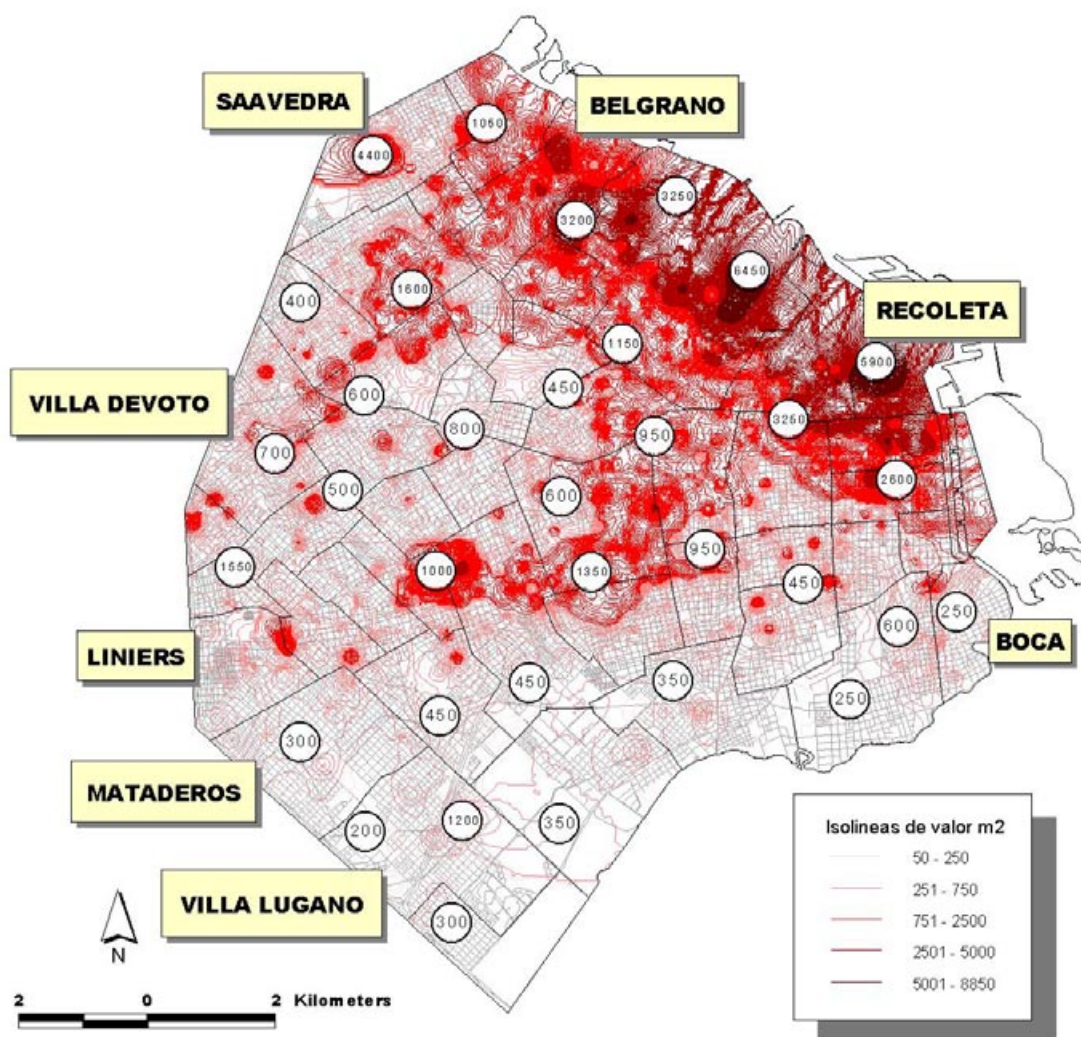 SAAVEDRA
BELGRANO
1050
4400
3250
3200
6450
RECOLETA
1600
400
1150
5900
VILLA DEVOTO
600
450
3250
800
950
700
2600
500
600
950
1550
1000
1350
450
250
600
LINIERS
BOCA
450
350
250
450
300
MATADEROS
1200
350
200
Isolineas de valor m2
50 - 250
251 - 750
751 - 2500
2501 - 5000
5001 - 8850
VILLA LUGANO
300
N
2 0 2 Kilometers